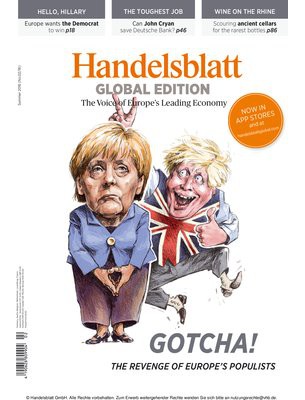 HELLO, HILLARY
Europe wants the Democrat
to win p18
THE TOUGHEST JOB
Can John Cryan
save Deutsche Bank? p46
WINE ON THE RHINE
Scouring ancient cellars
for the rarest bottles p86
Handelsblatt
GLOBAL EDITION
The Voice of Europe's Leading Economy
NOW IN
APP STORES
and at
GOTCHA!
THE REVENGE OF EUROPE'S POPULISTS
© Handelsblatt GmbH. Alle Rechte vorbehalten. Zum Erwerb weitergehender Rechte wenden Sie sich bitte an nutzungsrechte@vhb.de.